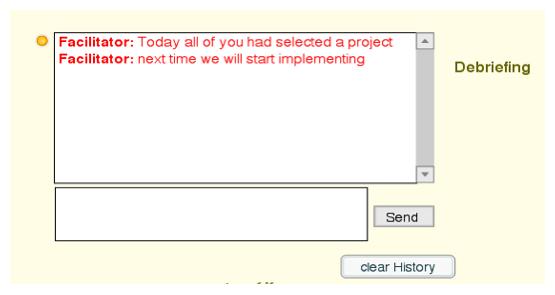 Facilitator: Today all of you had selected a project
Facilitator: next time we will start implementing
Debriefing
Send
clear History